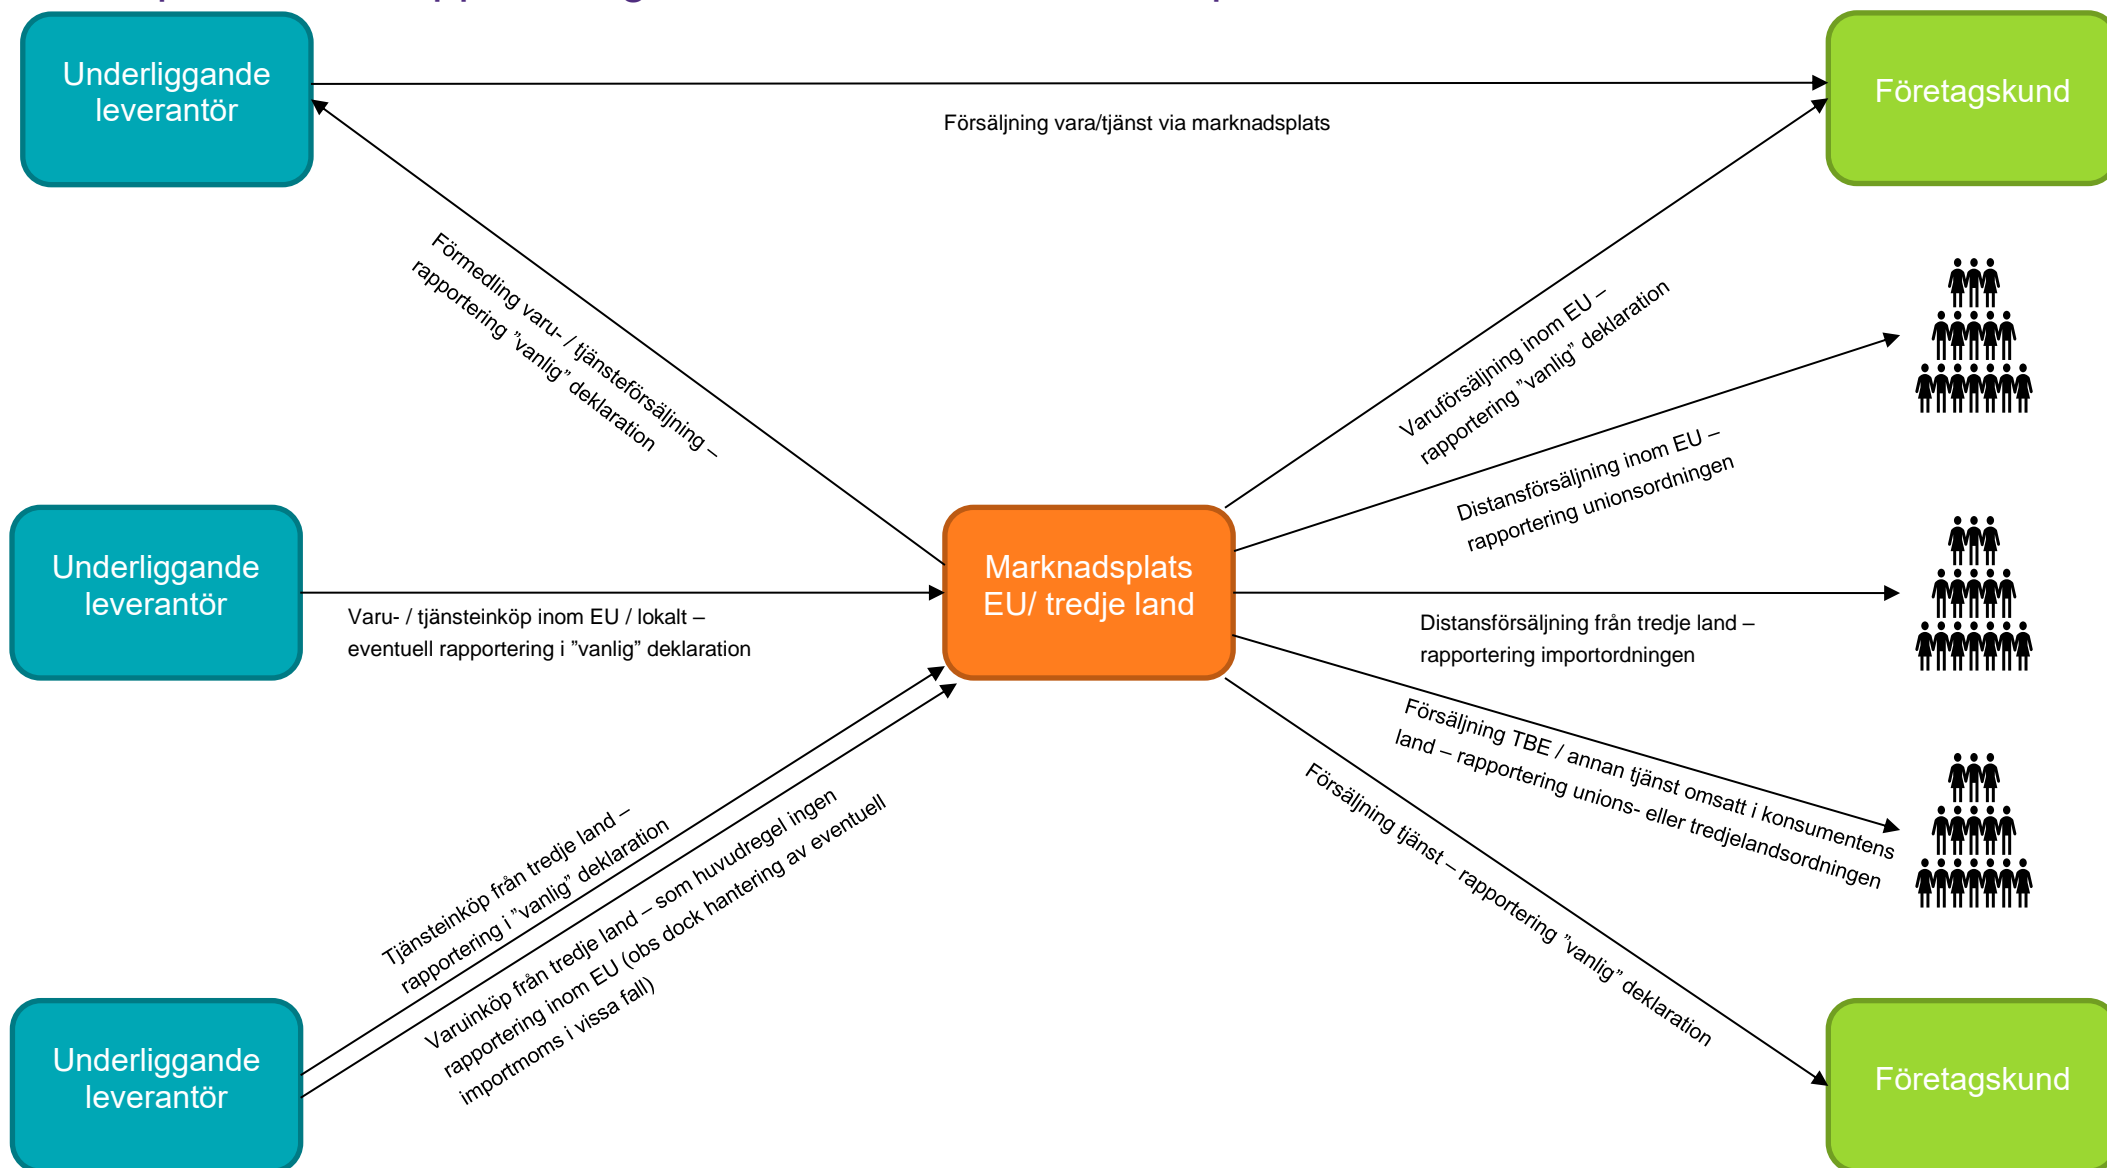 Underliggande
leverantör
Företagskund
Försäljning vara/tjänst via marknadsplats
Förmedling varu- / tjänsteförsäljning –
rapportering ”vanlig” deklaration
Varuförsäljning inom EU –
rapportering ”vanlig” deklaration
Distansförsäljning inom EU –
rapportering unionsordningen
Underliggande
leverantör
Varu- / tjänsteinköp inom EU / lokalt –
eventuell rapportering i ”vanlig” deklaration
Marknadsplats
EU/ tredje land
Distansförsäljning från tredje land –
rapportering importordningen
Försäljning TBE / annan tjänst omsatt i konsumentens
land – rapportering unions- eller tredjelandsordningen
Försäljning tjänst – rapportering ”vanlig” deklaration
Tjänsteinköp från tredje land –
rapportering i ”vanlig” deklaration
Varuinköp från tredje land – som huvudregel ingen
rapportering inom EU (obs dock hantering av eventuell
importmoms i vissa fall)
Underliggande
leverantör
Företagskund